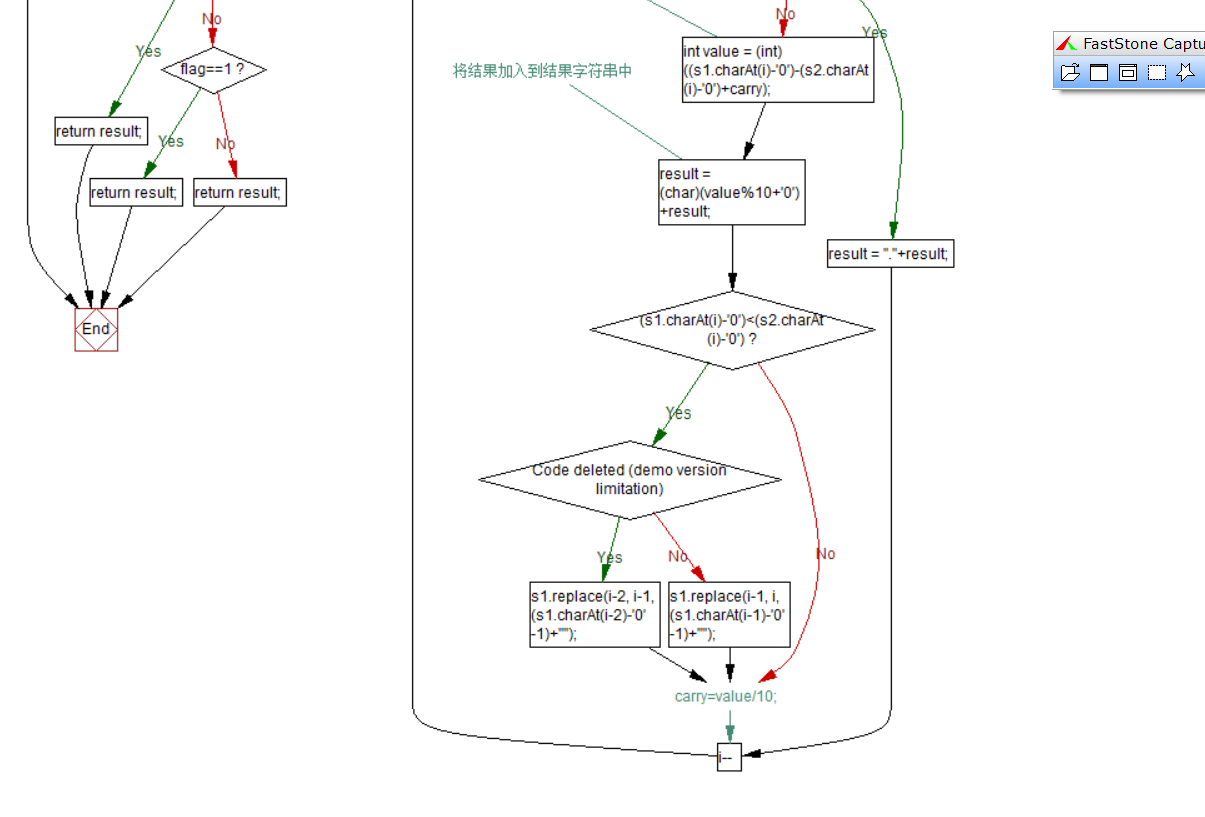 No
Yes
flag==1 ?
return result;
Yes
No
return result;
return result;
End
No
Yes
int value = (int)
((s1.charAt(i)-'0')-(s2.charAt
(i)-'0')+carry);
将结果加入到结果字符串中
result =
(char)(value%10+'0')
+result;
result = "."+result;
(s1.charAt(i)-'0')<(s2.charAt
(i)-'0') ?
Yes
Code deleted (demo version
limitation)
Yes
No
No
s1.replace(i-2, i-1,
(s1.charAt(i-2)-'0'
-1)+"");
s1.replace(i-1, i,
(s1.charAt(i-1)-'0'
-1)+"");
carry=value/10;
i--
FastStone Captu